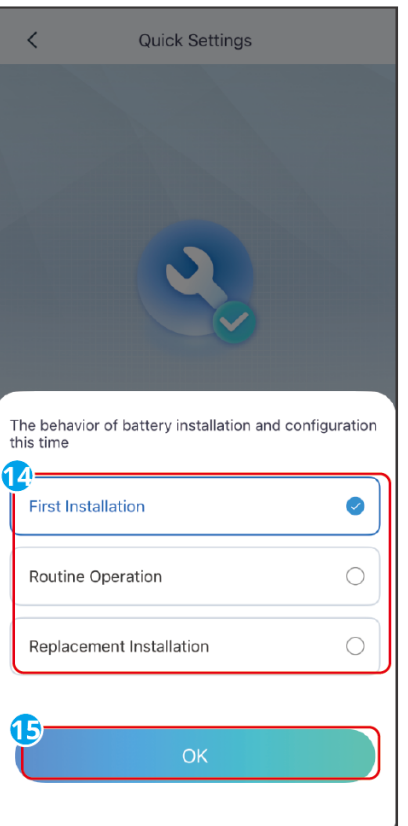 Quick Settings
The behavior of battery installation and configuration
this time
14
First Installation
Routine Operation
Replacement Installation
15
OK